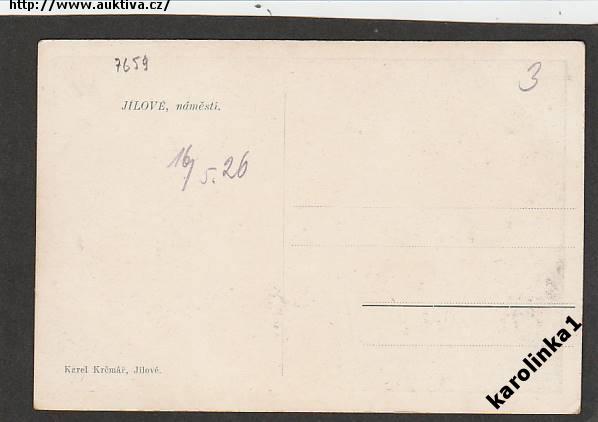 http://www.auktiva.cz/
7659
3
JÍLOVÉ, náměstí.
16/5. 26
Karel Krčmář, Jílové.
karolinka1